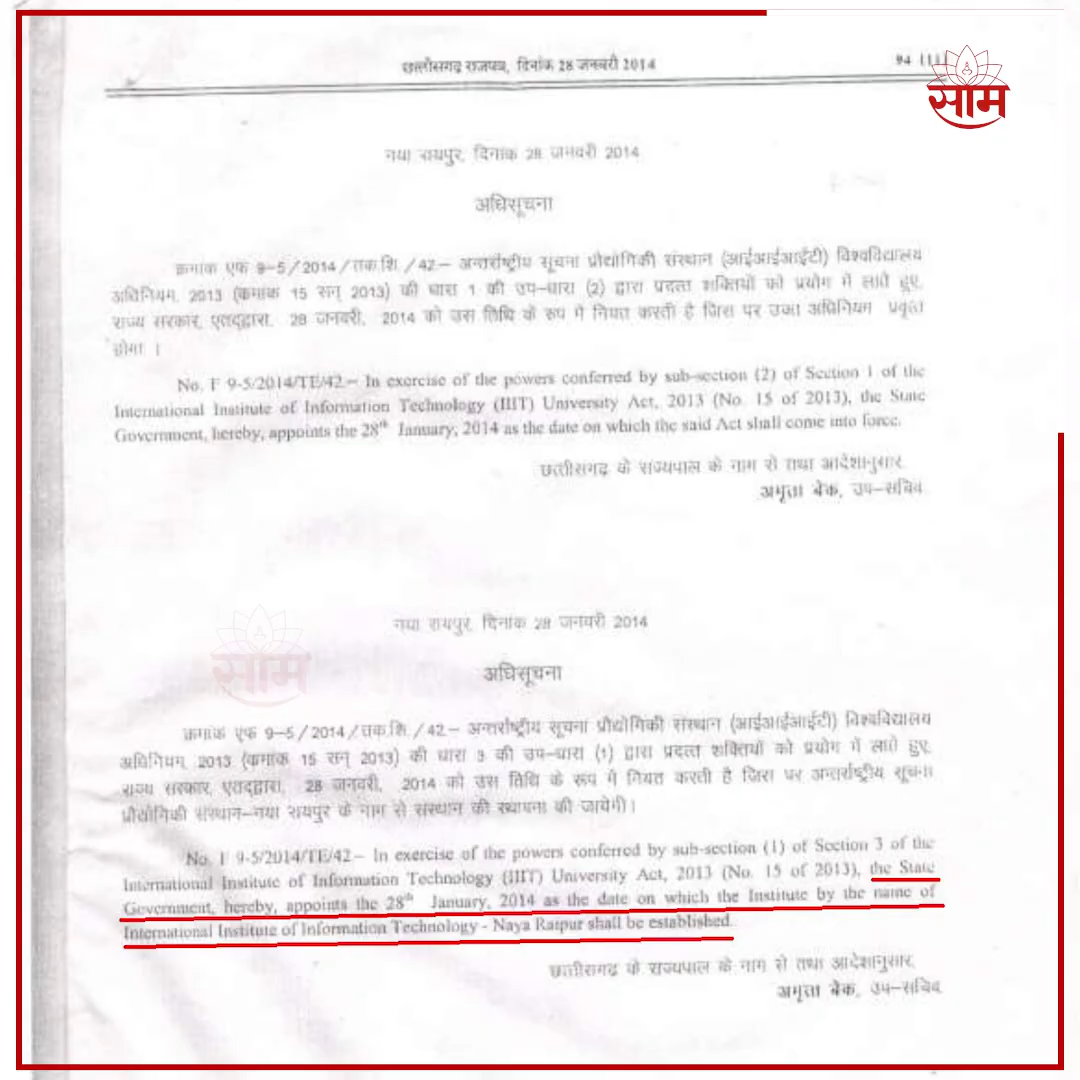 छत्तीसगढ़ राजपत्र, दिनांक 28 जनवरी 2014
94 (1)
साम
नया रायपुर, दिनांक 28 जनवरी 2014
अधिसूचना
क्रमांक एफ 9-5/2014/तक.शि./42- अन्तर्राष्ट्रीय सूचना प्रौद्योगिकी संस्थान (आईआईआईटी) विश्वविद्यालय
अधिनियम, 2013 (क्रमांक 15 सन् 2013) की धारा 1 की उप-धारा (2) द्वारा प्रदत्त शक्तियों को प्रयोग में लाते हुए,
राज्य सरकार, एतद्द्वारा, 28 जनवरी, 2014 को उस तिथि के रूप में नियत करती है जिस पर उक्त अधिनियम प्रवृत्त
होगा ।
No. F 9-5/2014/TE/42.– In exercise of the powers conferred by sub-section (2) of Section 1 of the
International Institute of Information Technology (IIIT) University Act, 2013 (No. 15 of 2013), the State
Government, hereby, appoints the 28th January, 2014 as the date on which the said Act shall come into force.
छत्तीसगढ़ के राज्यपाल के नाम से तथा आदेशानुसार,
अमृता बेक, उप-सचिव.
नया रायपुर, दिनांक 28 जनवरी 2014
साम
अधिसूचना
क्रमांक एफ 9-5/2014/तक.शि./42- अन्तर्राष्ट्रीय सूचना प्रौद्योगिकी संस्थान (आईआईआईटी) विश्वविद्यालय
अधिनियम, 2013 (क्रमांक 15 सन् 2013) की धारा 3 की उप-धारा (1) द्वारा प्रदत्त शक्तियों को प्रयोग में लाते हुए,
राज्य सरकार, एतद्द्वारा, 28 जनवरी, 2014 को उस तिथि के रूप में नियत करती है जिस पर अन्तर्राष्ट्रीय सूचना
प्रौद्योगिकी संस्थान-नया रायपुर के नाम से संस्थान की स्थापना की जायेगी।
No. F 9-5/2014/TE/42– In exercise of the powers conferred by sub-section (1) of Section 3 of the
International Institute of Information Technology (IIIT) University Act, 2013 (No. 15 of 2013), the State
Government, hereby, appoints the 28th January, 2014 as the date on which the Institute by the name of
International Institute of Information Technology - Naya Raipur shall be established.
छत्तीसगढ़ के राज्यपाल के नाम से तथा आदेशानुसार,
अमृता बेक, उप-सचिव.